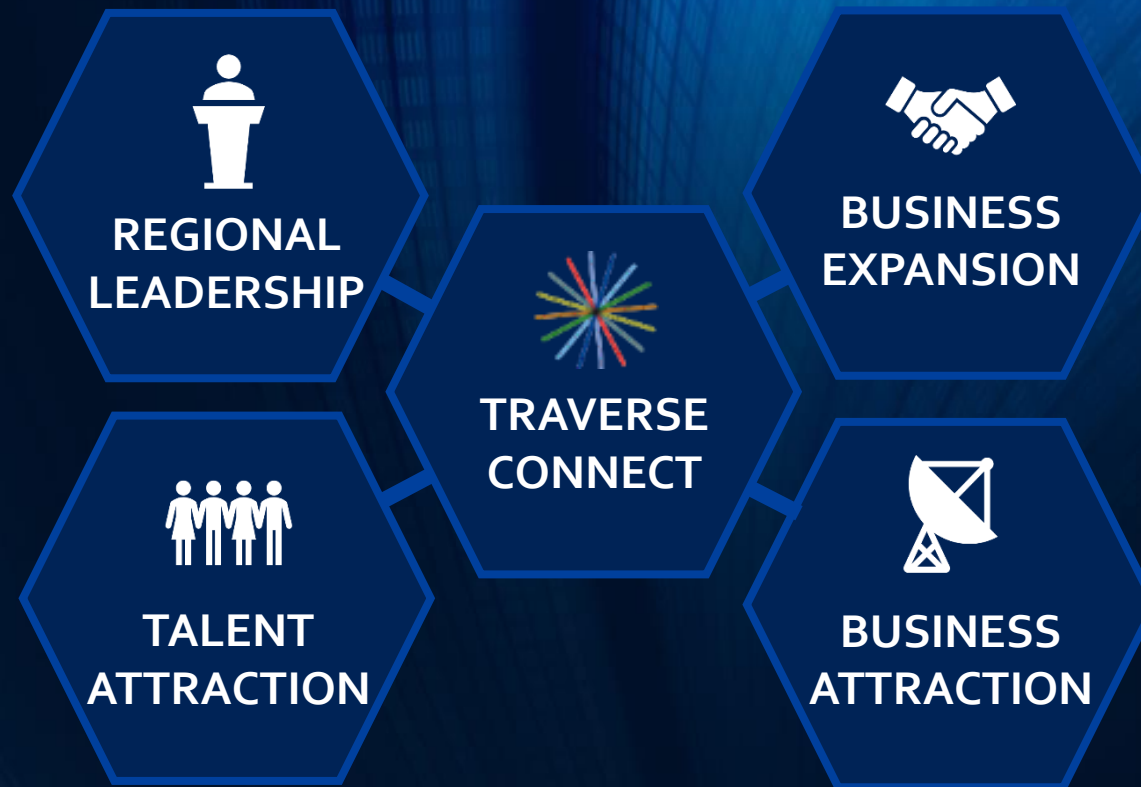 REGIONAL
LEADERSHIP
BUSINESS
EXPANSION
TRAVERSE
CONNECT
TALENT
ATTRACTION
BUSINESS
ATTRACTION